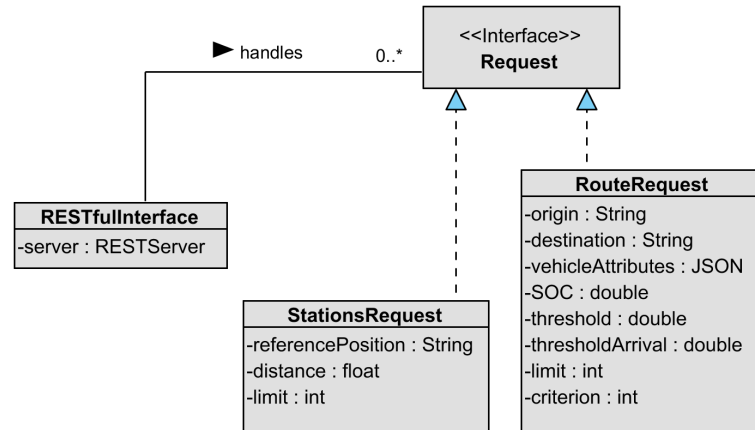 <<Interface>>
Request
handles
0..*
RESTfulInterface
-server : RESTServer
RouteRequest
-origin : String
-destination : String
-vehicleAttributes : JSON
-SOC : double
-threshold : double
-thresholdArrival : double
-limit : int
-criterion : int
StationsRequest
-referencePosition : String
-distance : float
-limit : int